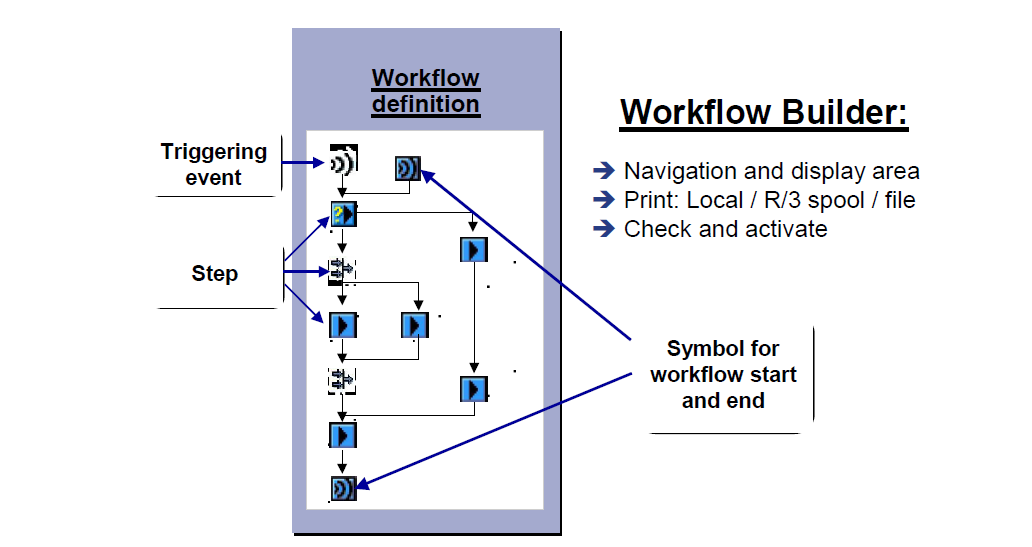 Workflow
definition
Triggering
event
Step
Workflow Builder:
Navigation and display area
Print: Local / R/3 spool / file
Check and activate
Symbol for
workflow start
and end